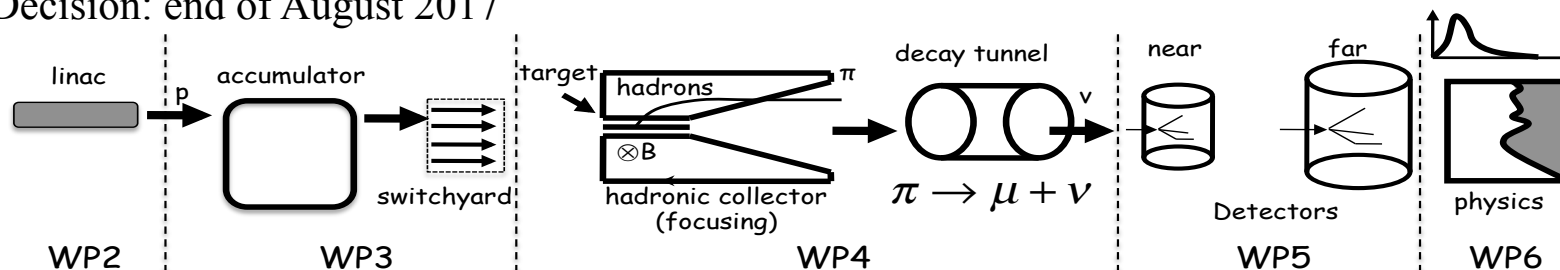 Decision: end of August 2017
linac
p
accumulator
switchyard
target
hadrons
π
⊗B
hadronic collector
(focusing)
decay tunnel
ν
π → μ + ν
near
far
Detectors
physics
WP2
WP3
WP4
WP5
WP6